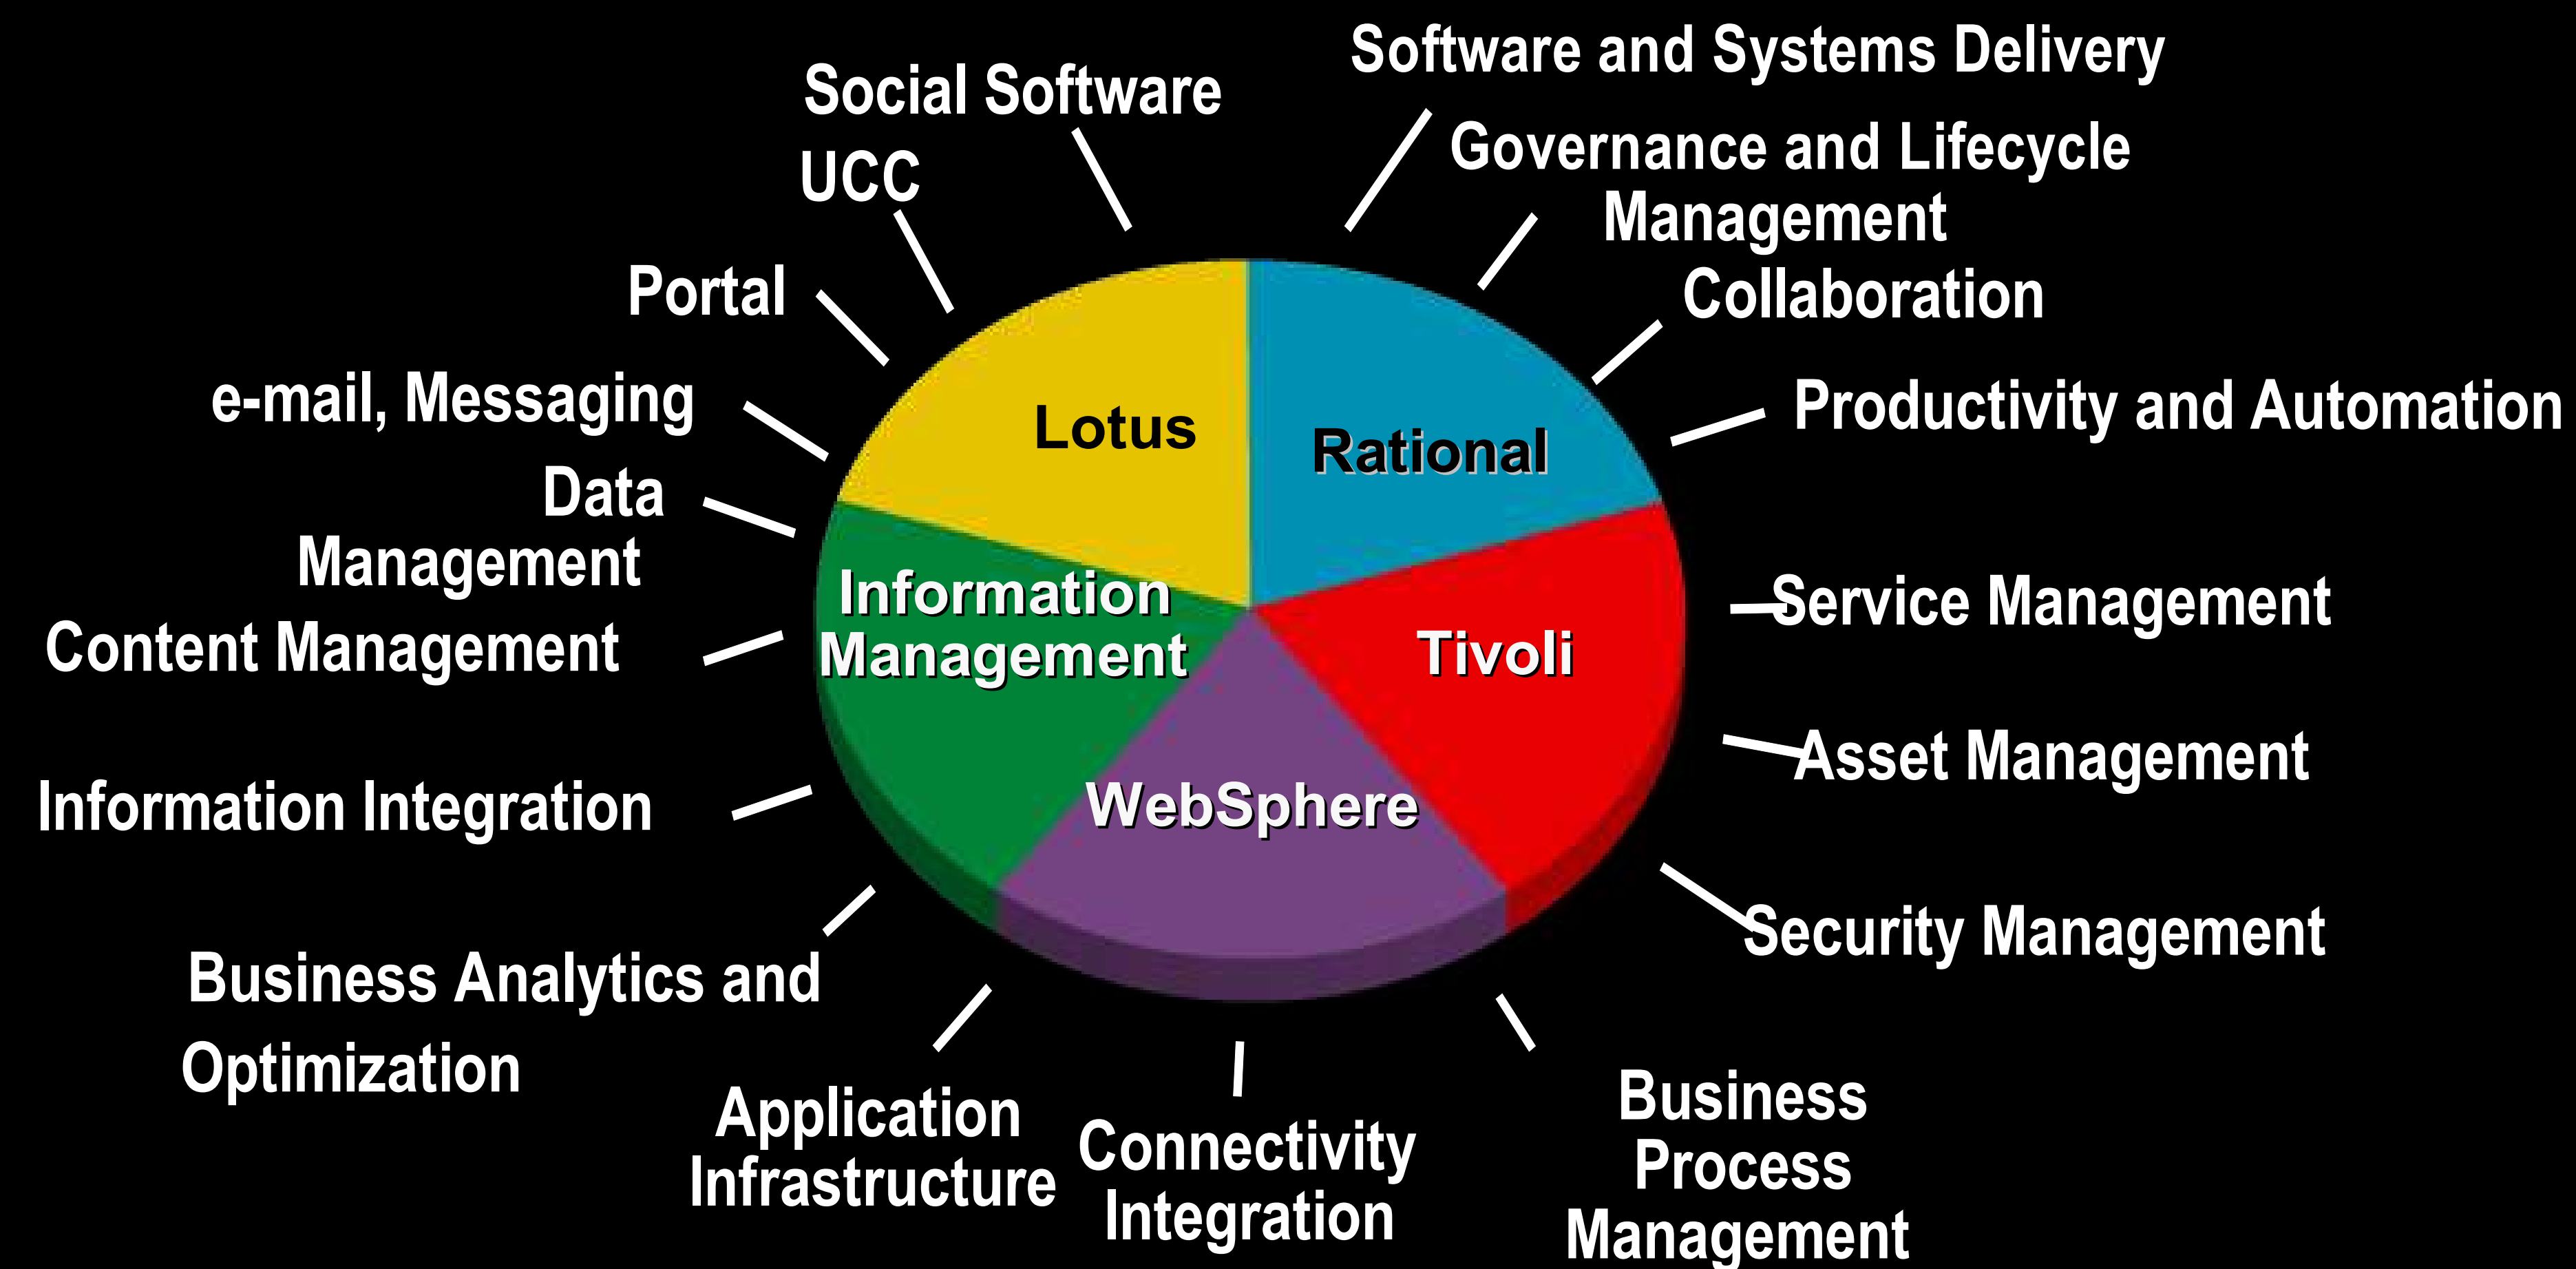 Software and Systems Delivery
Social Software
Governance and Lifecycle
Management
UCC
Portal
Collaboration
e-mail, Messaging
Productivity and Automation
Lotus
Rational
Data
Management
Information
Management
Service Management
Content Management
Tivoli
Asset Management
Information Integration
WebSphere
Security Management
Business Analytics and
Optimization
Application
Infrastructure
Connectivity
Integration
Business
Process
Management